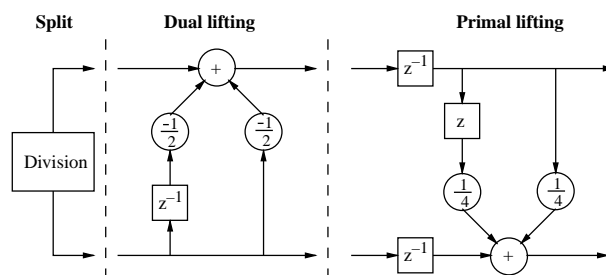 Split
Dual lifting
Primal lifting
+
z⁻¹
-1/2
-1/2
z
Division
z⁻¹
1/4
1/4
z⁻¹
+